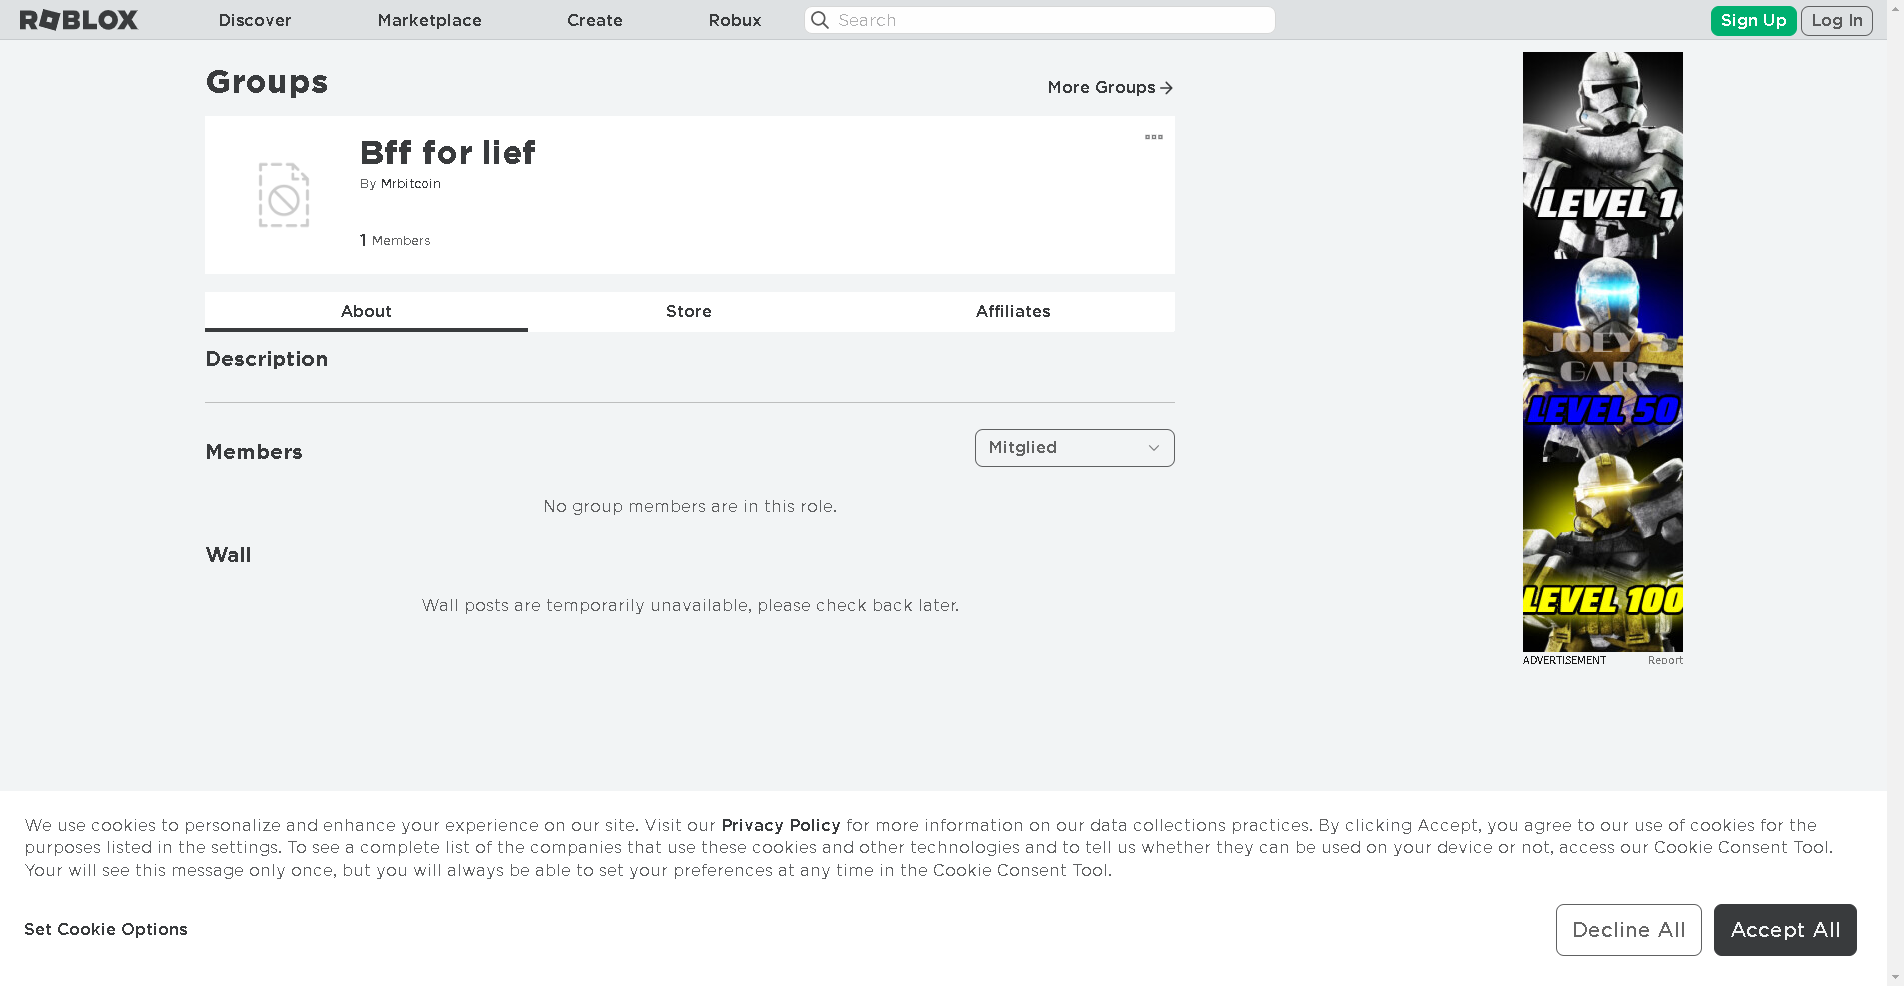 ROBLOX
Discover
Marketplace
Create
Robux
Search
Sign Up
Log In
Groups
More Groups
Bff for lief
By Mrbitcoin
1 Members
About
Store
Affiliates
Description
Members
Mitglied
No group members are in this role.
Wall
Wall posts are temporarily unavailable, please check back later.
LEVEL 1
JOEY'S
GAR
LEVEL 50
LEVEL 100
ADVERTISEMENT
Report
We use cookies to personalize and enhance your experience on our site. Visit our Privacy Policy for more information on our data collections practices. By clicking Accept, you agree to our use of cookies for the
purposes listed in the settings. To see a complete list of the companies that use these cookies and other technologies and to tell us whether they can be used on your device or not, access our Cookie Consent Tool.
Your will see this message only once, but you will always be able to set your preferences at any time in the Cookie Consent Tool.
Set Cookie Options
Decline All
Accept All